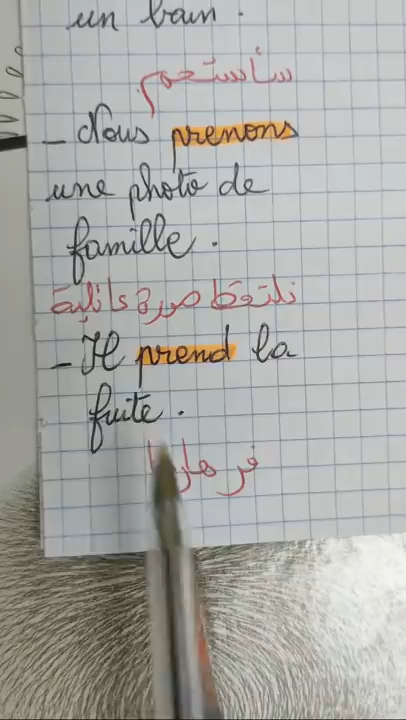 un bain.
سأستحم
- Nous prenons
une photo de
famille.
نلتقط صورة عائلية
- Il prend la
fuite.
فر هاربا